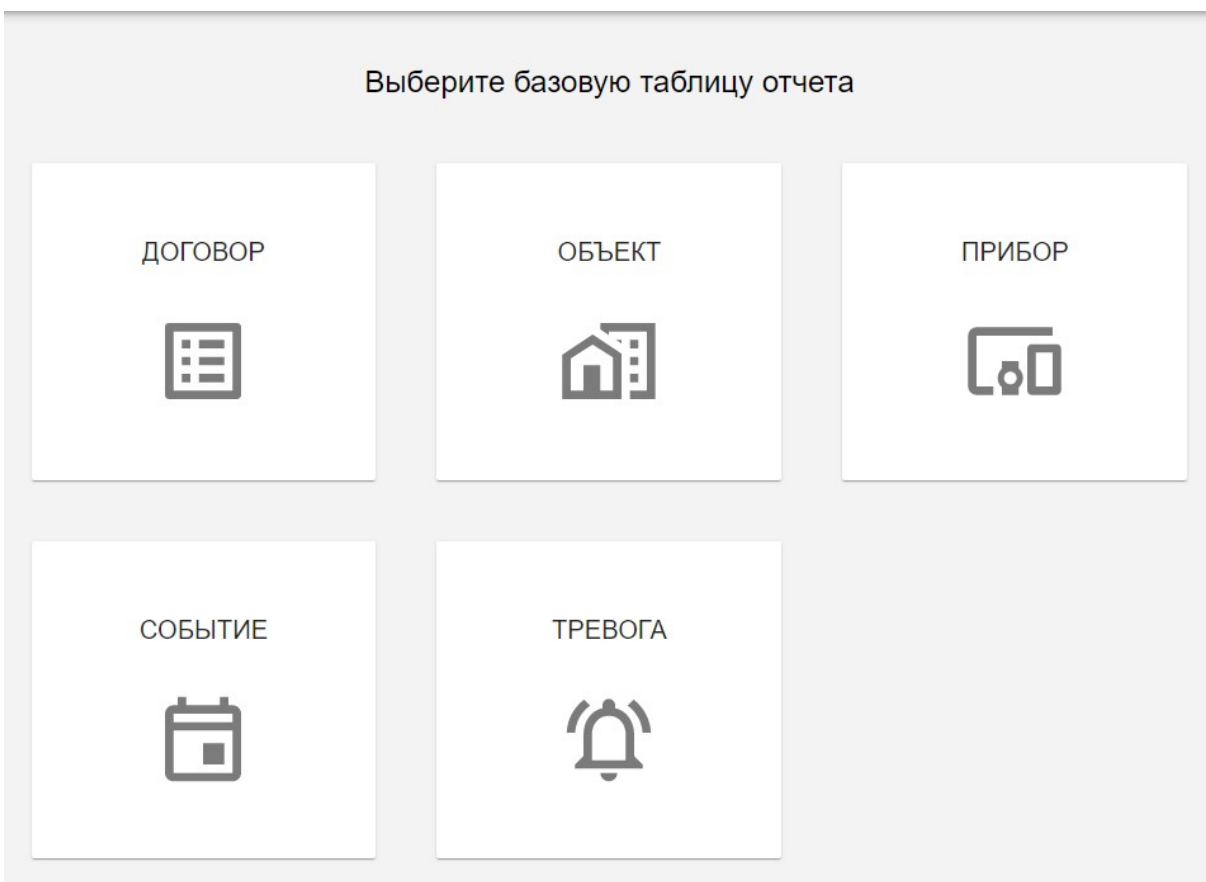 Выберите базовую таблицу отчета
ДОГОВОР
ОБЪЕКТ
ПРИБОР
СОБЫТИЕ
ТРЕВОГА